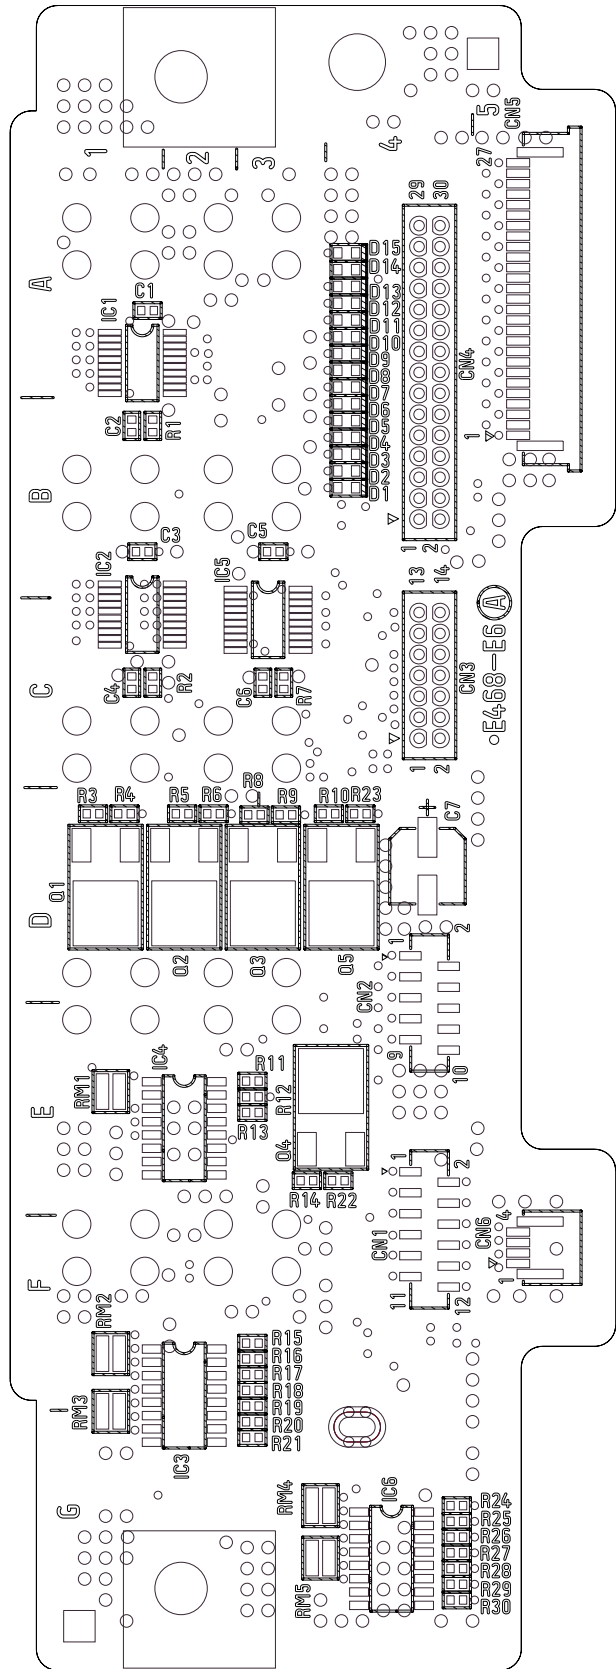 1
2
3
4
5
CN5
27
29
30
A
IC1
C1
D15
D14
D13
D12
D11
D10
D9
D8
D7
D6
D5
D4
D3
D2
D1
CN4
1
C2
R1
B
1
2
IC2
C3
IC5
C5
13
14
A
E468-E6
C
C4
R2
C6
R7
CN3
1
2
R3
R4
R5
R6
R8
R9
R10
R23
+
C7
D
Q1
Q2
Q3
Q5
1
2
CN2
9
10
E
RM1
IC4
R11
R12
R13
Q4
R14
R22
1
2
CN1
11
12
CN6
4
1
F
RM2
RM3
IC3
R15
R16
R17
R18
R19
R20
R21
G
RM4
RM5
IC6
R24
R25
R26
R27
R28
R29
R30